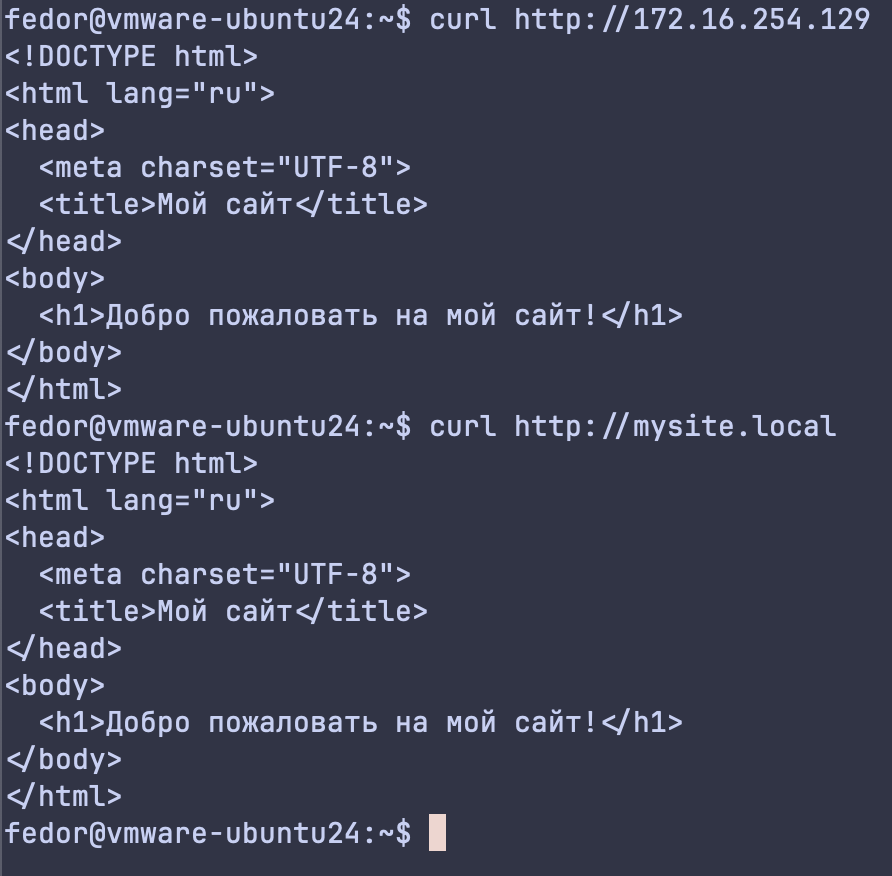 fedor@vmware-ubuntu24:~$ curl http://172.16.254.129
<!DOCTYPE html>
<html lang="ru">
<head>
  <meta charset="UTF-8">
  <title>Мой сайт</title>
</head>
<body>
  <h1>Добро пожаловать на мой сайт!</h1>
</body>
</html>
fedor@vmware-ubuntu24:~$ curl http://mysite.local
<!DOCTYPE html>
<html lang="ru">
<head>
  <meta charset="UTF-8">
  <title>Мой сайт</title>
</head>
<body>
  <h1>Добро пожаловать на мой сайт!</h1>
</body>
</html>
fedor@vmware-ubuntu24:~$